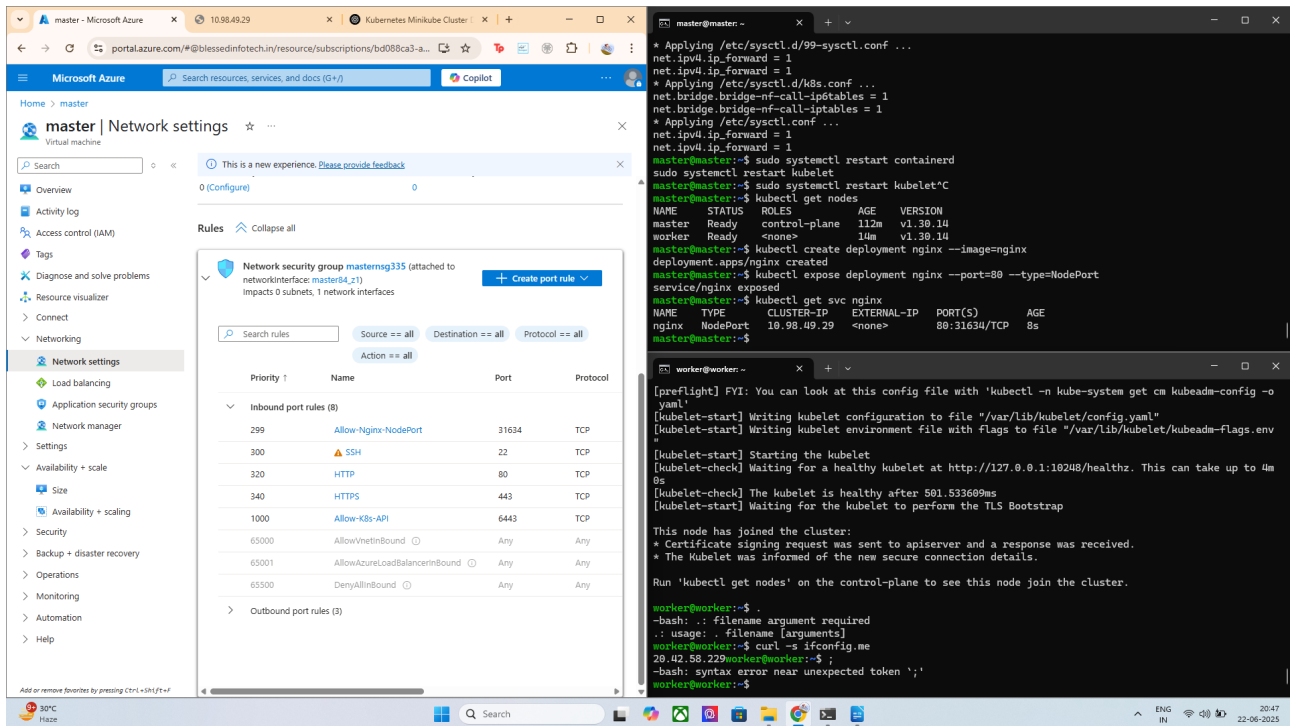 master - Microsoft Azure
10.98.49.29
Kubernetes Minikube Cluster
portal.azure.com/#@blessedinfotech.in/resource/subscriptions/bd088ca3-a...
Microsoft Azure
Search resources, services, and docs (G+/)
Copilot
Home > master
master | Network settings
Virtual machine
Search
Overview
Activity log
Access control (IAM)
Tags
Diagnose and solve problems
Resource visualizer
Connect
Networking
Network settings
Load balancing
Application security groups
Network manager
Settings
Availability + scale
Size
Availability + scaling
Security
Backup + disaster recovery
Operations
Monitoring
Automation
Help
Add or remove favorites by pressing Ctrl+Shift+F
This is a new experience. Please provide feedback
0 (Configure)
0
Rules
Collapse all
Network security group masternsg335 (attached to
networkInterface: master84_z1)
Impacts 0 subnets, 1 network interfaces
Create port rule
Search rules
Source == all
Destination == all
Protocol == all
Action == all
Priority ↑ Name Port Protocol
Inbound port rules (8)
299 Allow-Nginx-NodePort 31634 TCP
300 SSH 22 TCP
320 HTTP 80 TCP
340 HTTPS 443 TCP
1000 Allow-K8s-API 6443 TCP
65000 AllowVnetInBound Any Any
65001 AllowAzureLoadBalancerInBound Any Any
65500 DenyAllInBound Any Any
Outbound port rules (3)
master@master: ~
* Applying /etc/sysctl.d/99-sysctl.conf ...
net.ipv4.ip_forward = 1
net.ipv4.ip_forward = 1
* Applying /etc/sysctl.d/k8s.conf ...
net.bridge.bridge-nf-call-ip6tables = 1
net.bridge.bridge-nf-call-iptables = 1
* Applying /etc/sysctl.conf ...
net.ipv4.ip_forward = 1
net.ipv4.ip_forward = 1
master@master:~$ sudo systemctl restart containerd
sudo systemctl restart kubelet
master@master:~$ sudo systemctl restart kubelet^C
master@master:~$ kubectl get nodes
NAME STATUS ROLES AGE VERSION
master Ready control-plane 112m v1.30.14
worker Ready <none> 14m v1.30.14
master@master:~$ kubectl create deployment nginx --image=nginx
deployment.apps/nginx created
master@master:~$ kubectl expose deployment nginx --port=80 --type=NodePort
service/nginx exposed
master@master:~$ kubectl get svc nginx
NAME TYPE CLUSTER-IP EXTERNAL-IP PORT(S) AGE
nginx NodePort 10.98.49.29 <none> 80:31634/TCP 8s
master@master:~$
worker@worker: ~
[preflight] FYI: You can look at this config file with 'kubectl -n kube-system get cm kubeadm-config -o
yaml'
[kubelet-start] Writing kubelet configuration to file "/var/lib/kubelet/config.yaml"
[kubelet-start] Writing kubelet environment file with flags to file "/var/lib/kubelet/kubeadm-flags.env
"
[kubelet-start] Starting the kubelet
[kubelet-check] Waiting for a healthy kubelet at http://127.0.0.1:10248/healthz. This can take up to 4m
0s
[kubelet-check] The kubelet is healthy after 501.533609ms
[kubelet-start] Waiting for the kubelet to perform the TLS Bootstrap
This node has joined the cluster:
* Certificate signing request was sent to apiserver and a response was received.
* The Kubelet was informed of the new secure connection details.
Run 'kubectl get nodes' on the control-plane to see this node join the cluster.
worker@worker:~$ .
-bash: .: filename argument required
.: usage: . filename [arguments]
worker@worker:~$ curl -s ifconfig.me
20.42.58.229worker@worker:~$ ;
-bash: syntax error near unexpected token `;'
worker@worker:~$
9+
30°C
Haze
Search
ENG
IN
20:47
22-06-2025